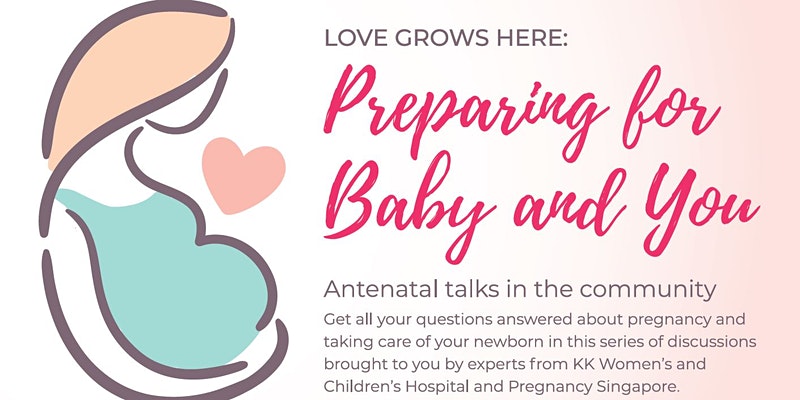 LOVE GROWS HERE:
Preparing for
Baby and You
Antenatal talks in the community
Get all your questions answered about pregnancy and
taking care of your newborn in this series of discussions
brought to you by experts from KK Women's and
Children's Hospital and Pregnancy Singapore.